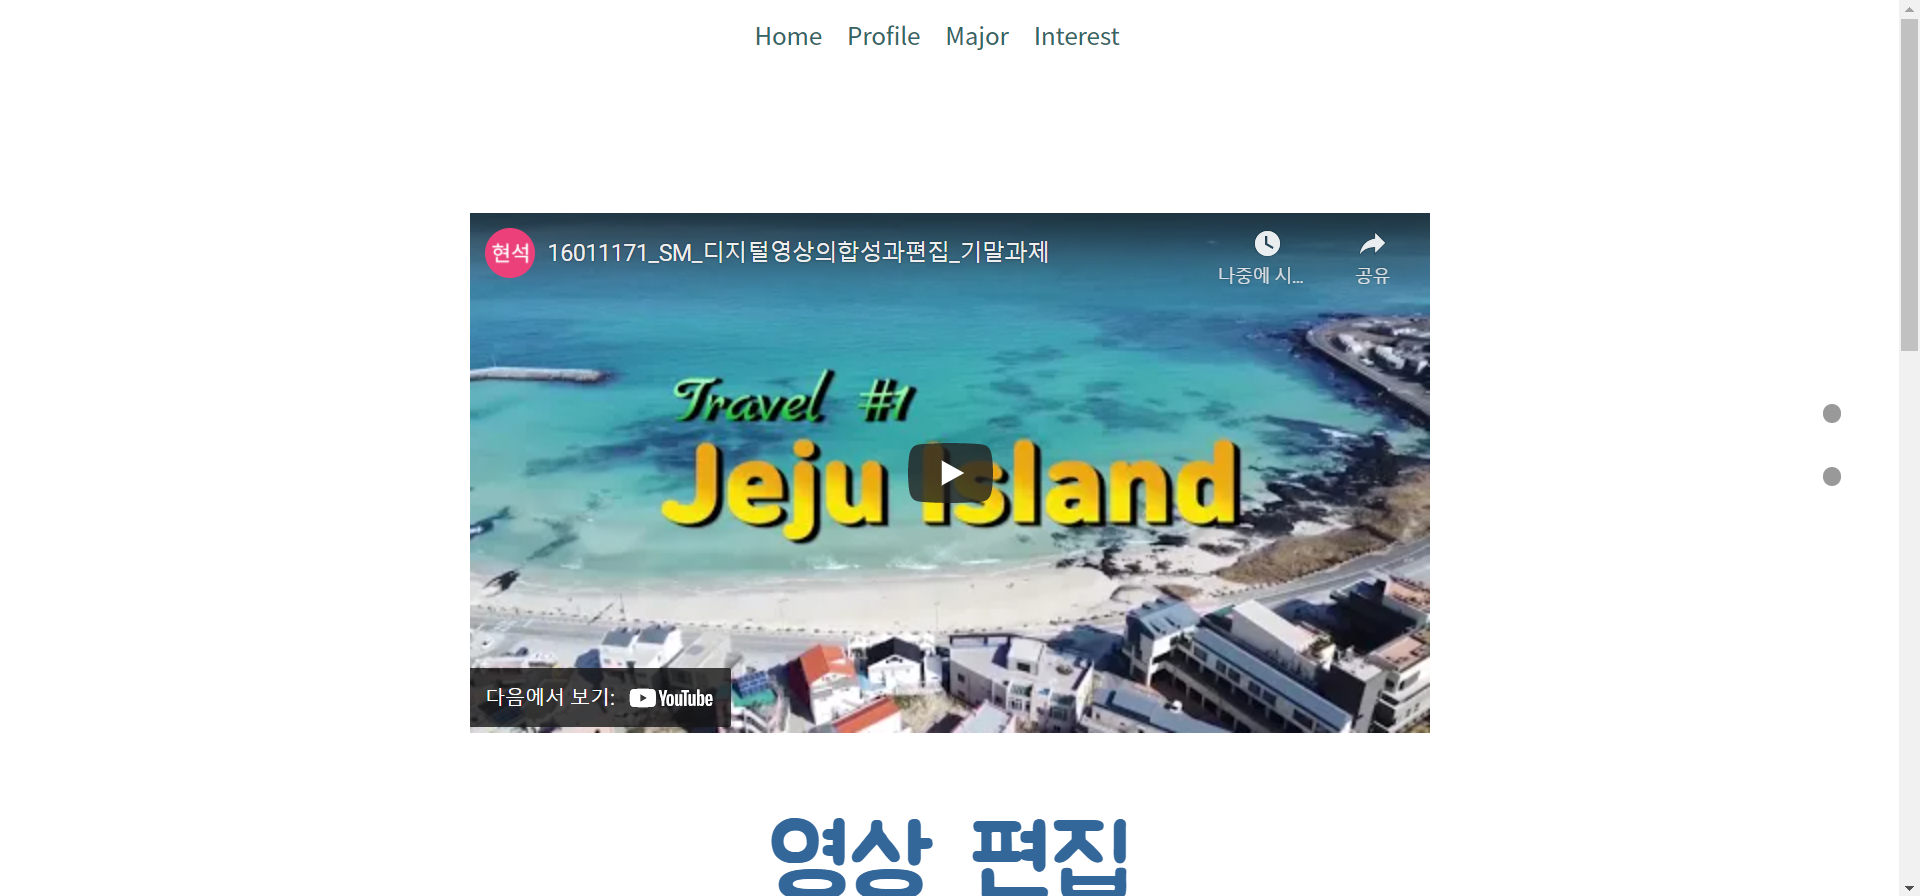 Home Profile Major Interest
현석 16011171_SM_디지털영상의합성과편집_기말과제
나중에 시... 공유
Travel #1
Jeju Island
다음에서 보기: YouTube
영상 편집